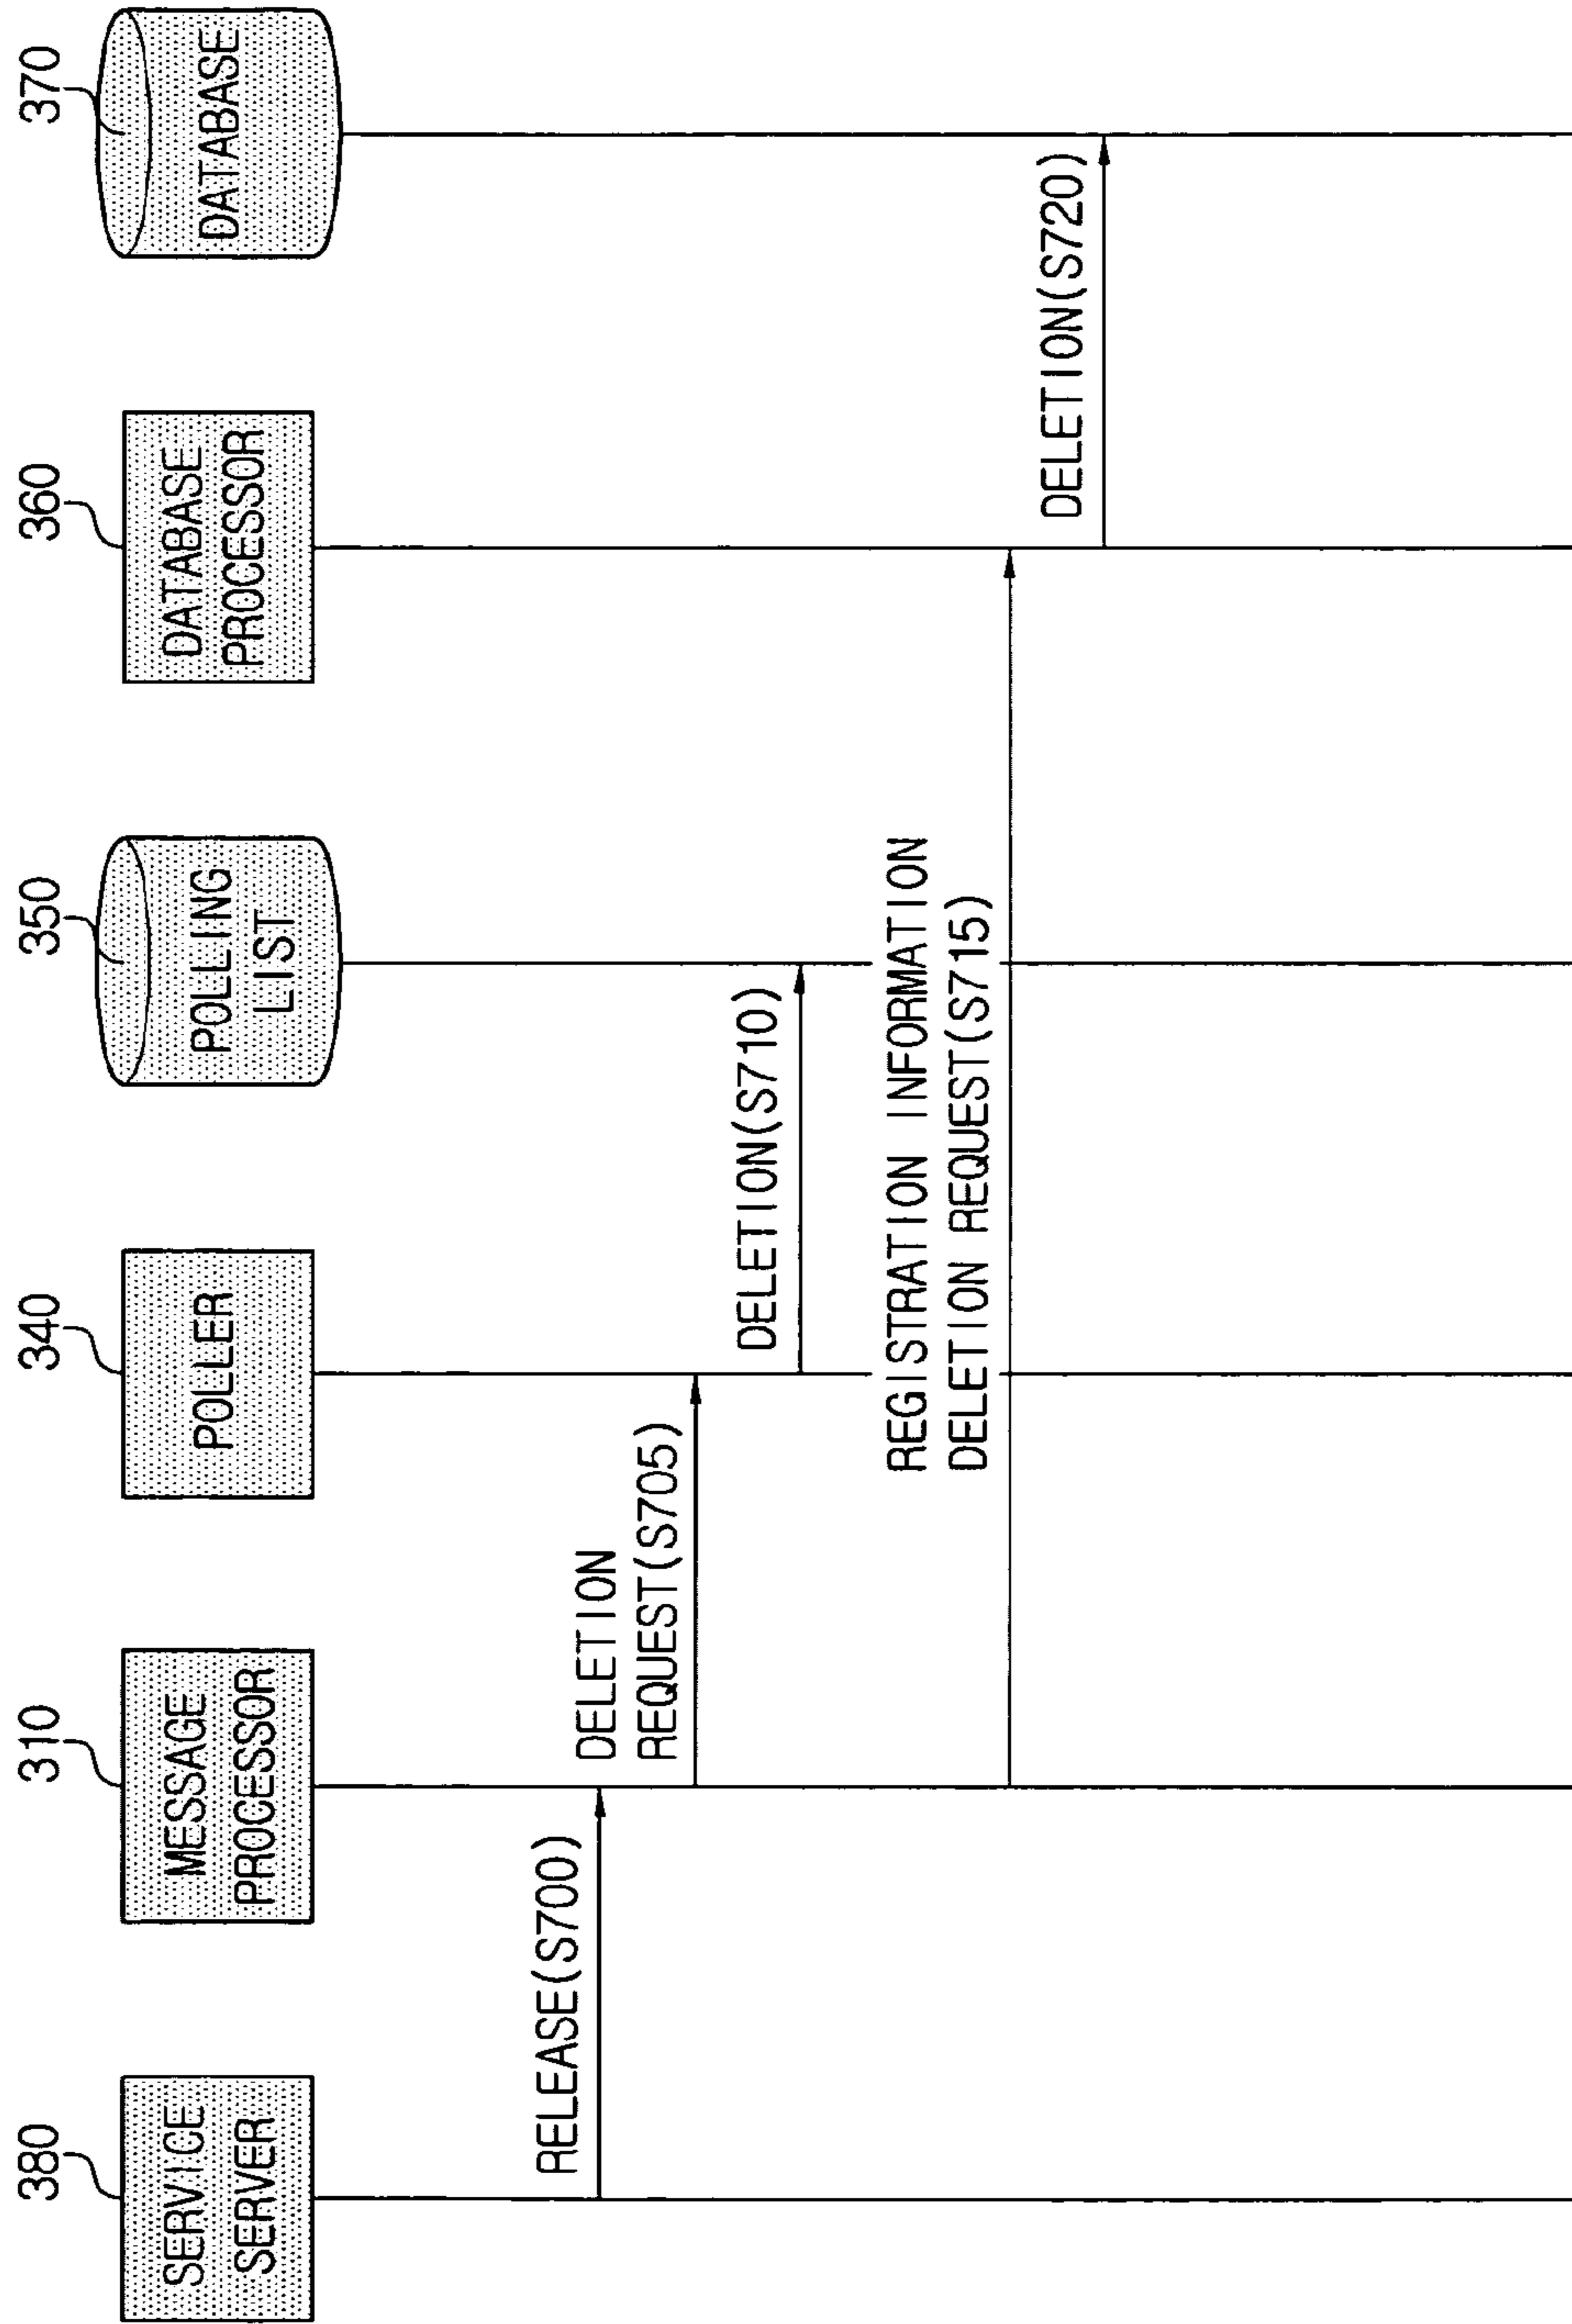 380
310
340
350
360
370
SERVICE
SERVER
MESSAGE
PROCESSOR
POLLER
POLLING
LIST
DATABASE
PROCESSOR
DATABASE
RELEASE(S700)
DELETION
REQUEST(S705)
DELETION(S710)
REGISTRATION INFORMATION
DELETION REQUEST(S715)
DELETION(S720)